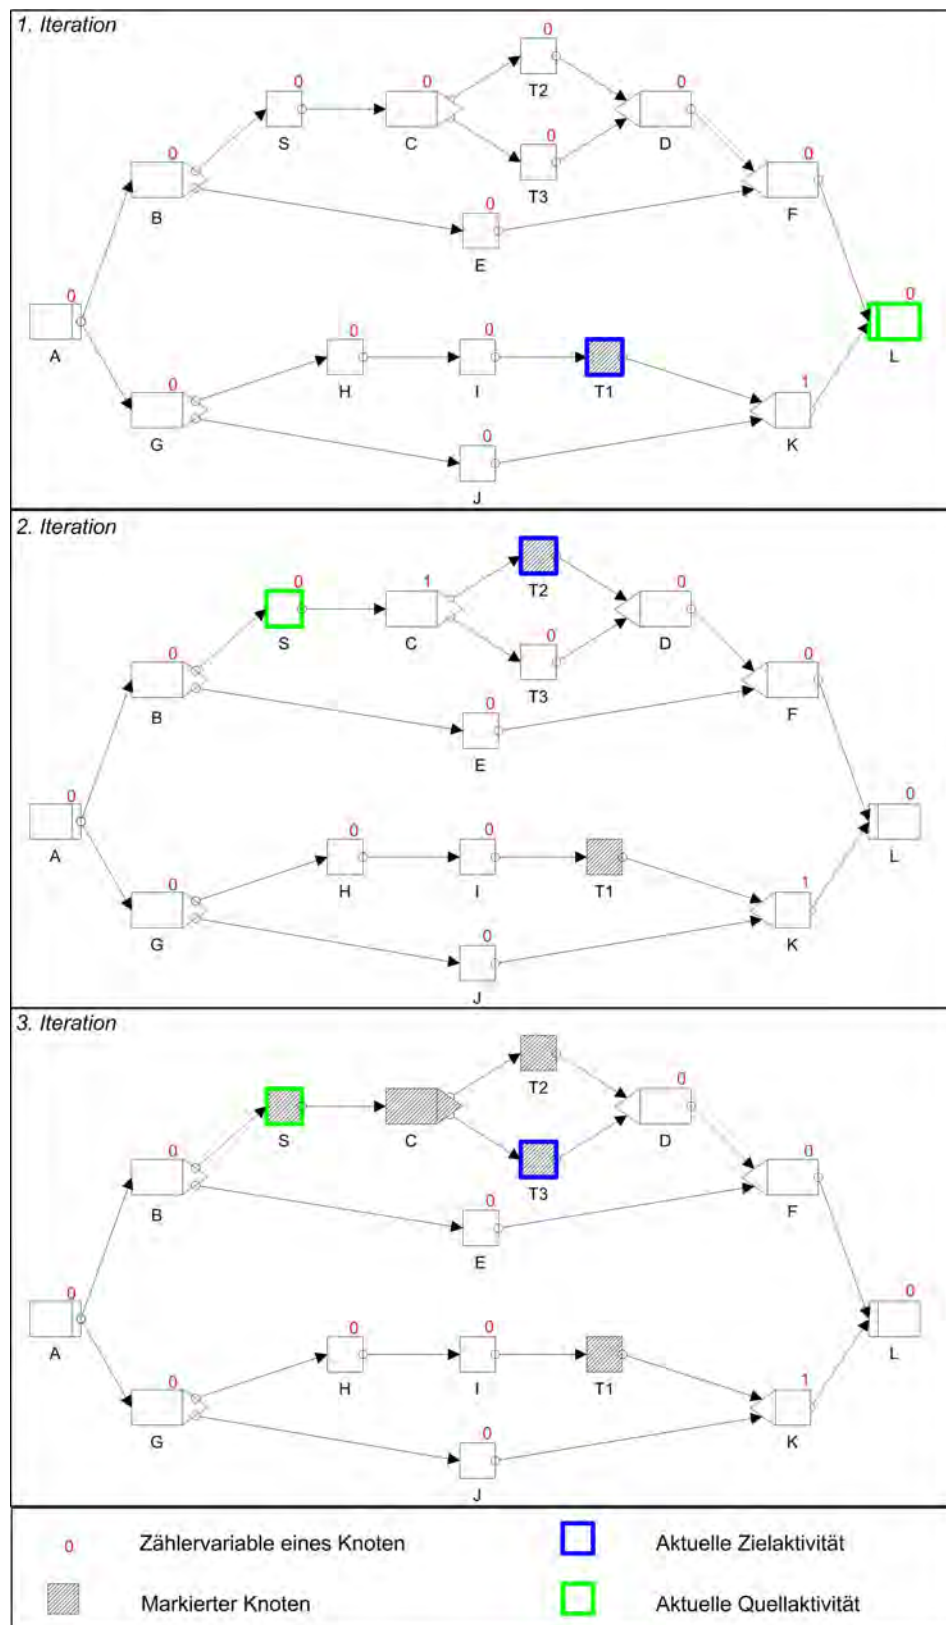 1. Iteration
0
T2
0
S
0
C
0
D
0
T3
0
B
0
F
0
E
0
A
0
L
0
H
0
I
T1
0
G
1
K
0
J
2. Iteration
T2
0
S
1
C
0
D
0
T3
0
B
0
F
0
E
0
A
0
L
0
H
0
I
T1
0
G
1
K
0
J
3. Iteration
T2
S
C
0
D
T3
0
B
0
F
0
E
0
A
0
L
0
H
0
I
T1
0
G
1
K
0
J
0 Zählervariable eines Knoten
Aktuelle Zielaktivität
Markierter Knoten
Aktuelle Quellaktivität